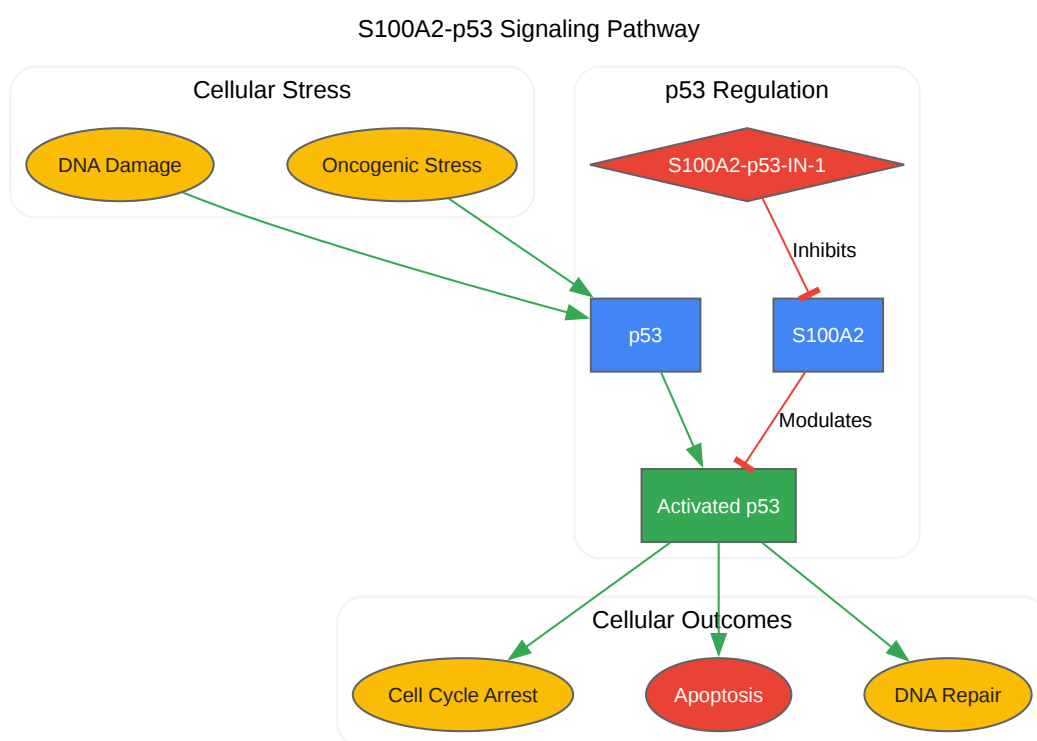 S100A2-p53 Signaling Pathway
Cellular Stress
p53 Regulation
DNA Damage
Oncogenic Stress
S100A2-p53-IN-1
Inhibits
p53
S100A2
Modulates
Activated p53
Cellular Outcomes
Cell Cycle Arrest
Apoptosis
DNA Repair